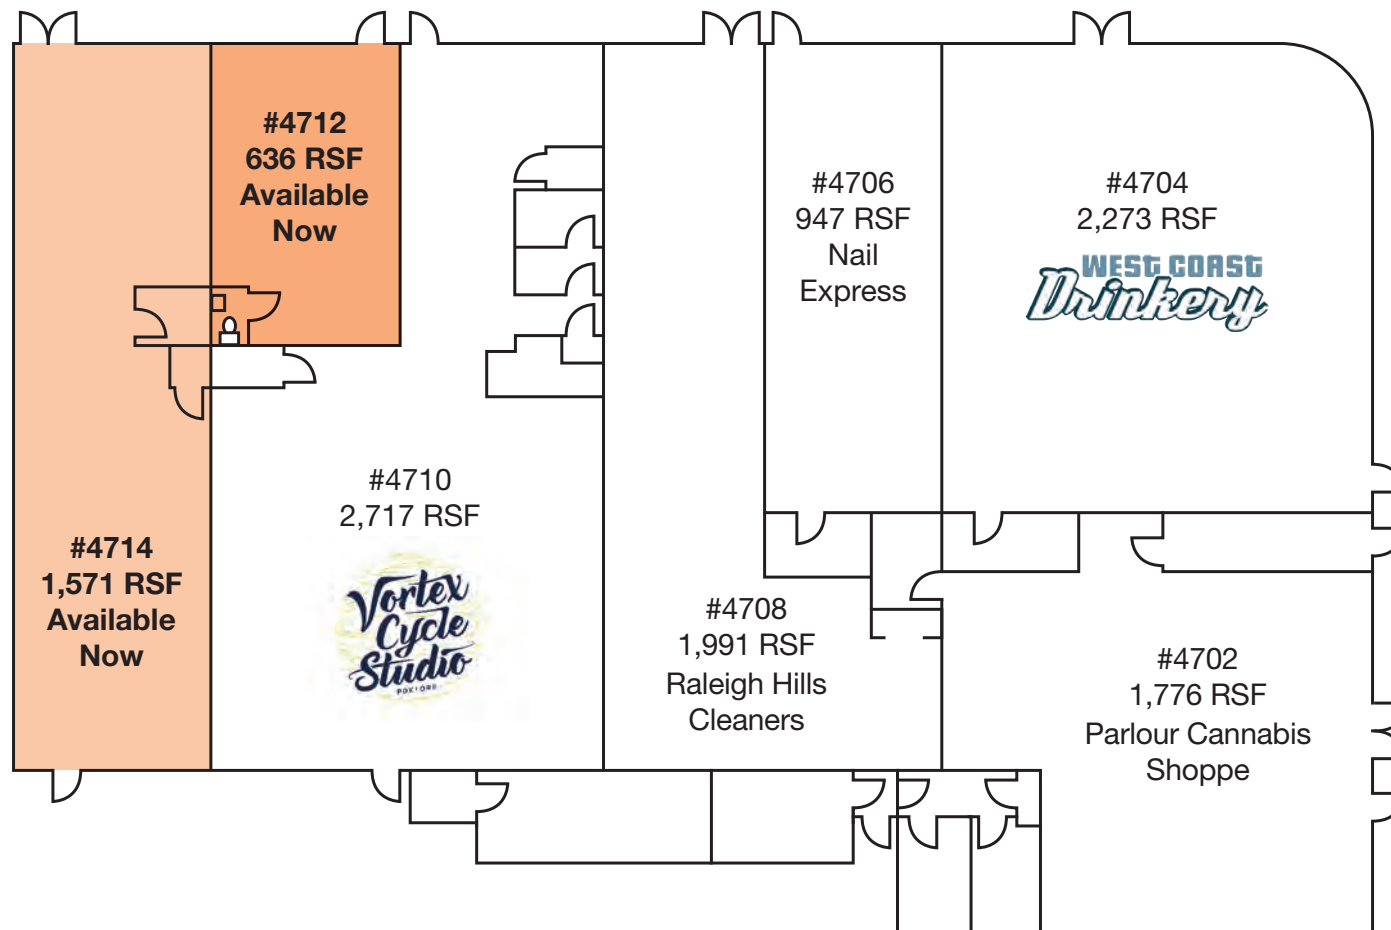 #4712
636 RSF
Available
Now
#4706
947 RSF
Nail
Express
#4704
2,273 RSF
WEST COAST
Drinkery
#4710
2,717 RSF
Vortex
Cycle
Studio
PDX + ORE
#4714
1,571 RSF
Available
Now
#4708
1,991 RSF
Raleigh Hills
Cleaners
#4702
1,776 RSF
Parlour Cannabis
Shoppe